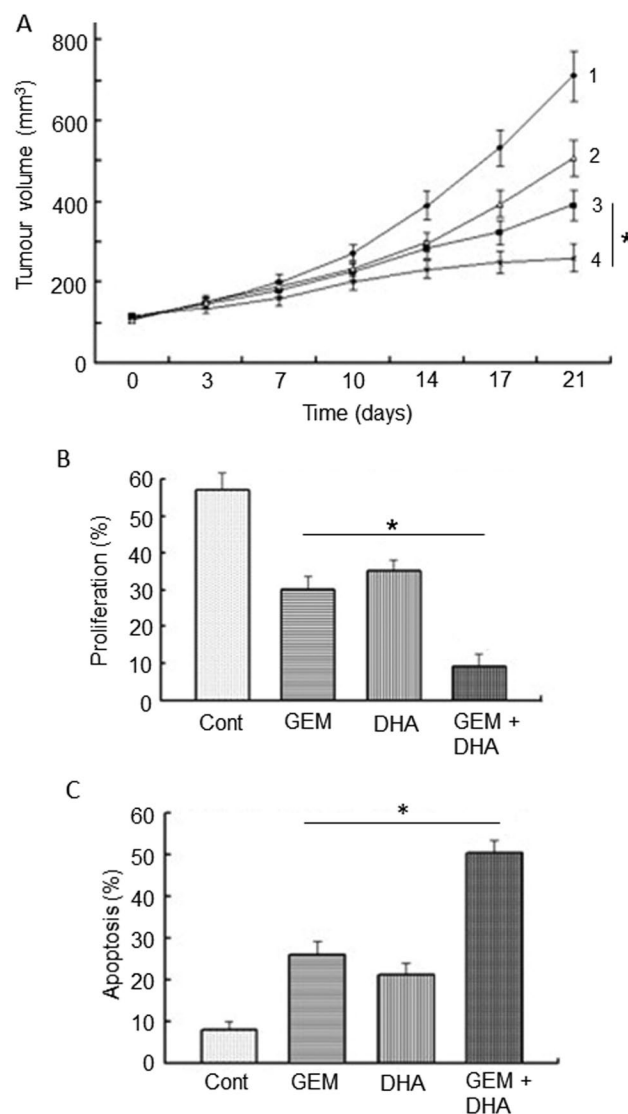 A
Tumour volume (mm³)
800
600
400
200
0
1
2
3
4
*
0 3 7 10 14 17 21
Time (days)
B
Proliferation (%)
60
50
40
30
20
10
0
*
Cont GEM DHA GEM +
DHA
C
Apoptosis (%)
60
50
40
30
20
10
0
*
Cont GEM DHA GEM +
DHA